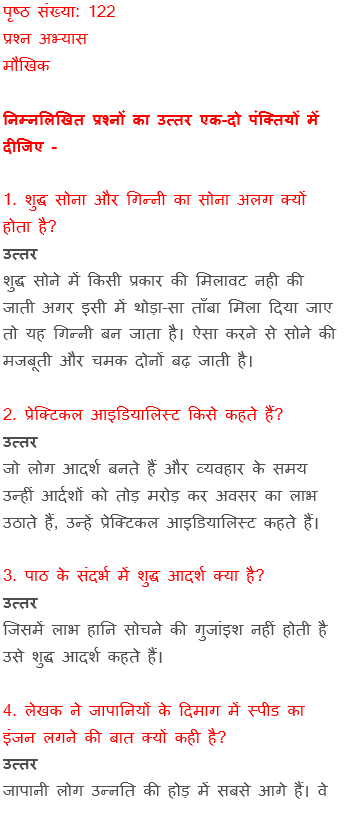 पृष्ठ संख्या: 122
प्रश्न अभ्यास
मौखिक
निम्नलिखित प्रश्नों का उत्तर एक-दो पंक्तियों में
दीजिए -
1. शुद्ध सोना और गिन्नी का सोना अलग क्यों
होता है?
उत्तर
शुद्ध सोने में किसी प्रकार की मिलावट नही की
जाती अगर इसी में थोड़ा-सा ताँबा मिला दिया जाए
तो यह गिन्नी बन जाता है। ऐसा करने से सोने की
मजबूती और चमक दोनों बढ़ जाती है।
2. प्रेक्टिकल आइडियालिस्ट किसे कहते हैं?
उत्तर
जो लोग आदर्श बनते हैं और व्यवहार के समय
उन्हीं आर्दशों को तोड़ मरोड़ कर अवसर का लाभ
उठाते हैं, उन्हें प्रेक्टिकल आइडियालिस्ट कहते हैं।
3. पाठ के संदर्भ में शुद्ध आदर्श क्या है?
उत्तर
जिसमें लाभ हानि सोचने की गुजांइश नहीं होती है
उसे शुद्ध आदर्श कहते हैं।
4. लेखक ने जापानियों के दिमाग में स्पीड का
इंजन लगने की बात क्यों कही है?
उत्तर
जापानी लोग उन्नति की होड़ में सबसे आगे हैं। वे